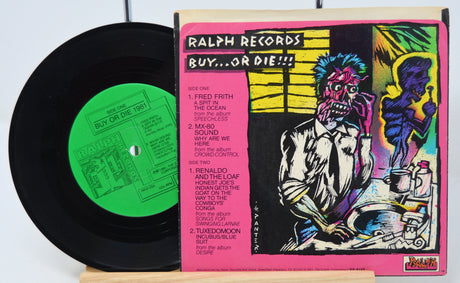 RALPH RECORDS
BUY...OR DIE!!!
SIDE ONE
1. FRED FRITH
A SPIT IN
THE OCEAN
from the album
SPEECHLESS
2. MX-80
SOUND
WHY ARE WE
HERE
from the album
CROWD CONTROL
SIDE TWO
1. RENALDO
AND THE LOAF
HONEST JOE'S
INDIAN GETS THE
GOAT ON THE
WAY TO THE
COWBOYS'
CONGA
from the album
SONGS FOR
SWINGING LARVAE
2. TUXEDOMOON
INCUBUS/BLUE
SUIT
from the album
DESIRE
G PANTER
SIDE ONE
BUY OR DIE 1981
RALPH